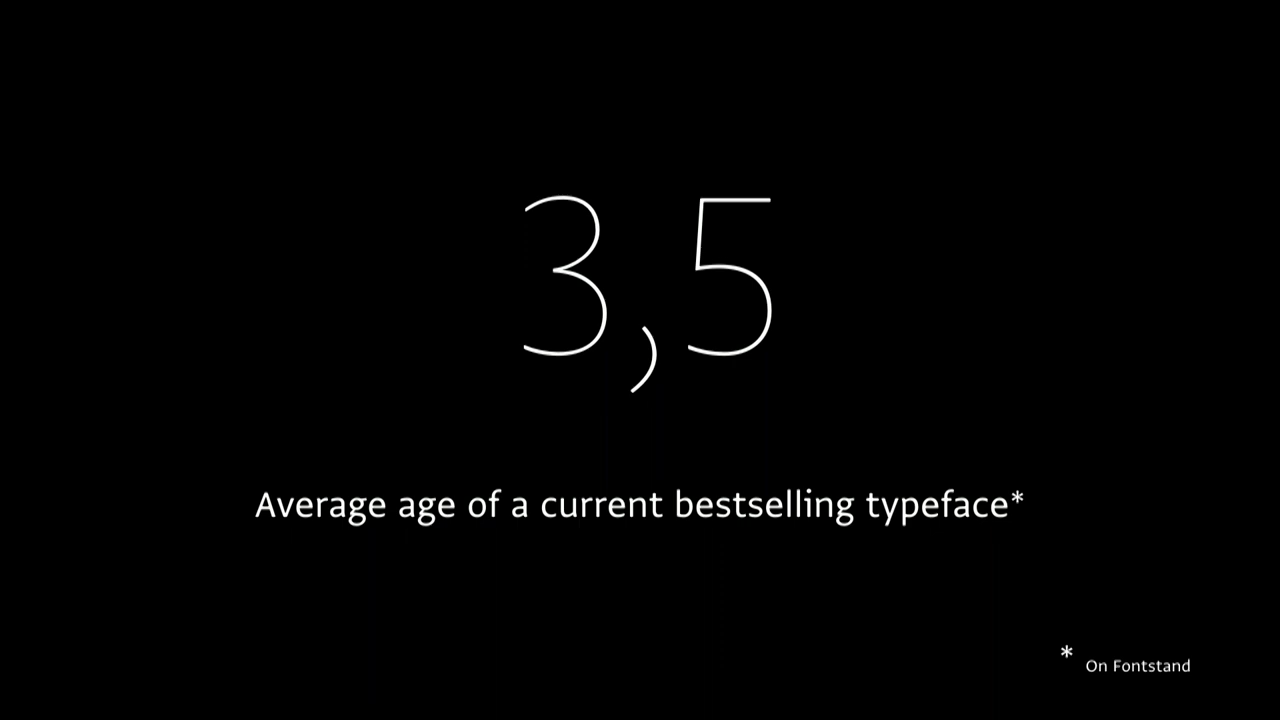 3,5
Average age of a current bestselling typeface*
* On Fontstand